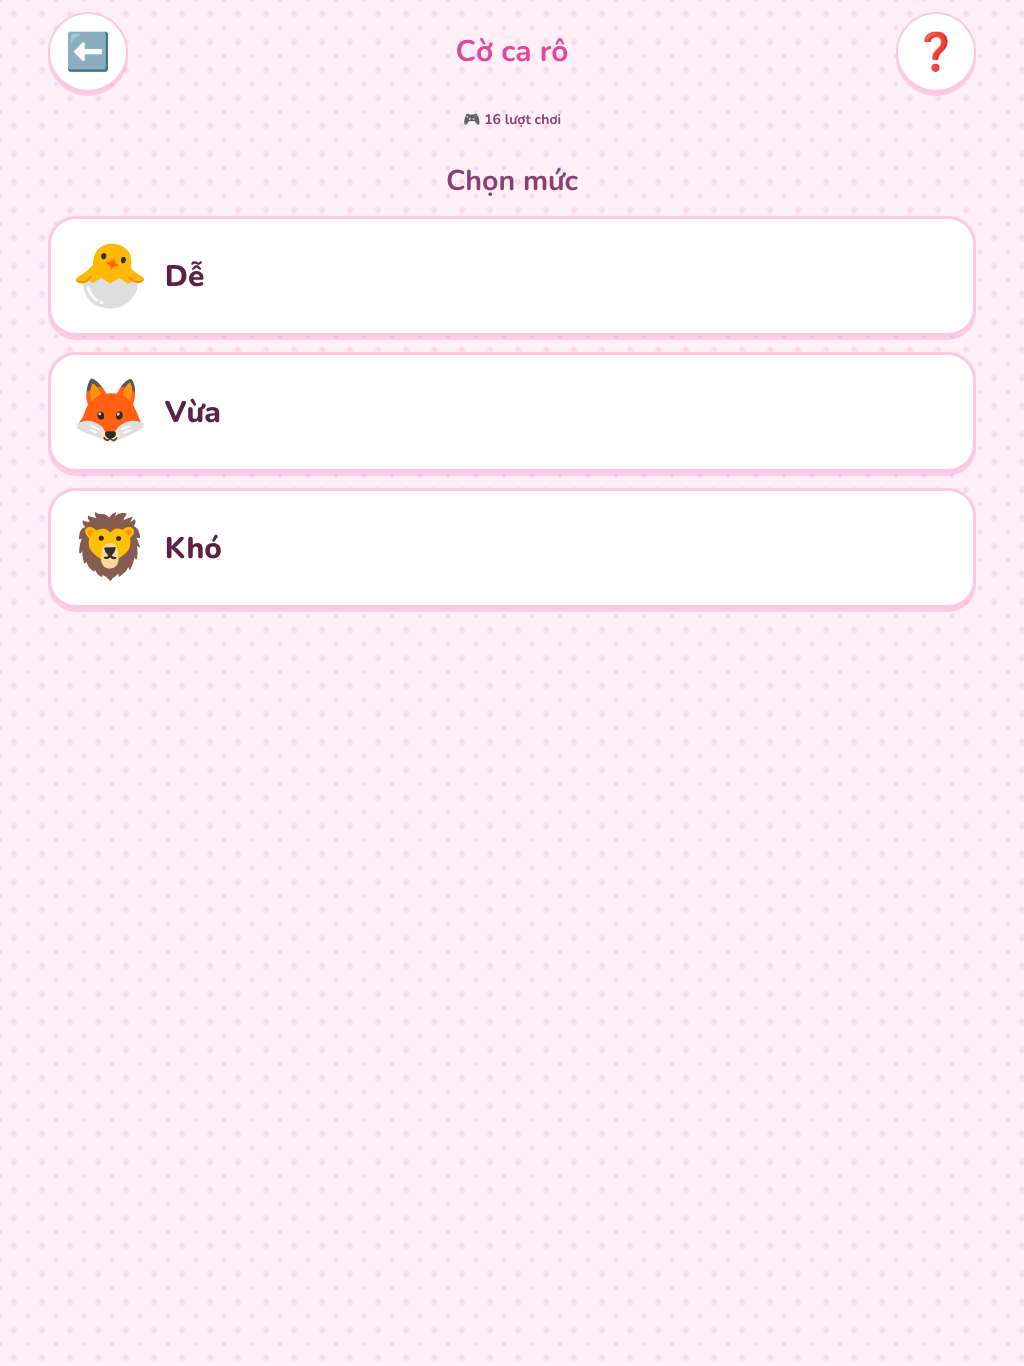 Cờ ca rô
16 lượt chơi
Chọn mức
Dễ
Vừa
Khó